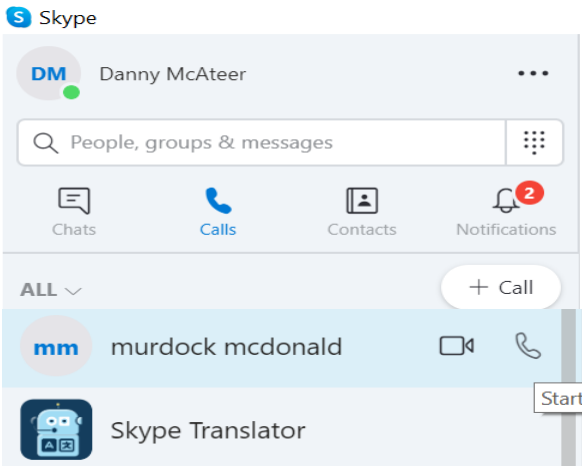 Skype
DM Danny McAteer
People, groups & messages
2
Chats Calls Contacts Notifications
ALL + Call
mm murdock mcdonald
Start
Skype Translator